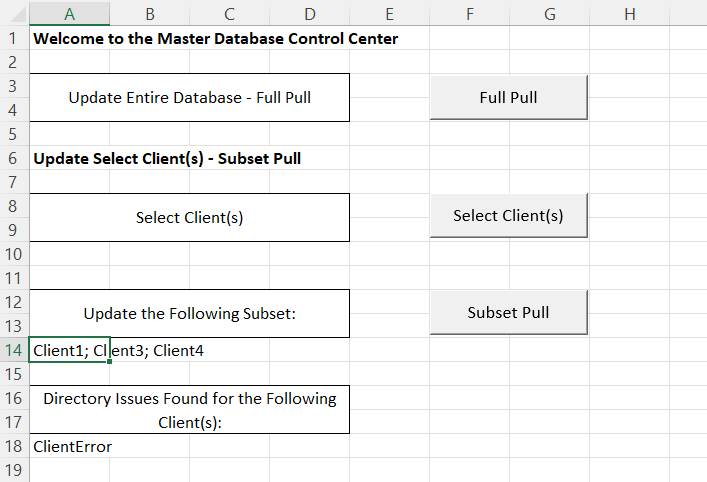 A B C D E F G H
1 Welcome to the Master Database Control Center
2
3
Update Entire Database - Full Pull Full Pull
4
5
6 Update Select Client(s) - Subset Pull
7
8
Select Client(s) Select Client(s)
9
10
11
12
Update the Following Subset: Subset Pull
13
14 Client1; Client3; Client4
15
16 Directory Issues Found for the Following
17 Client(s):
18 ClientError
19